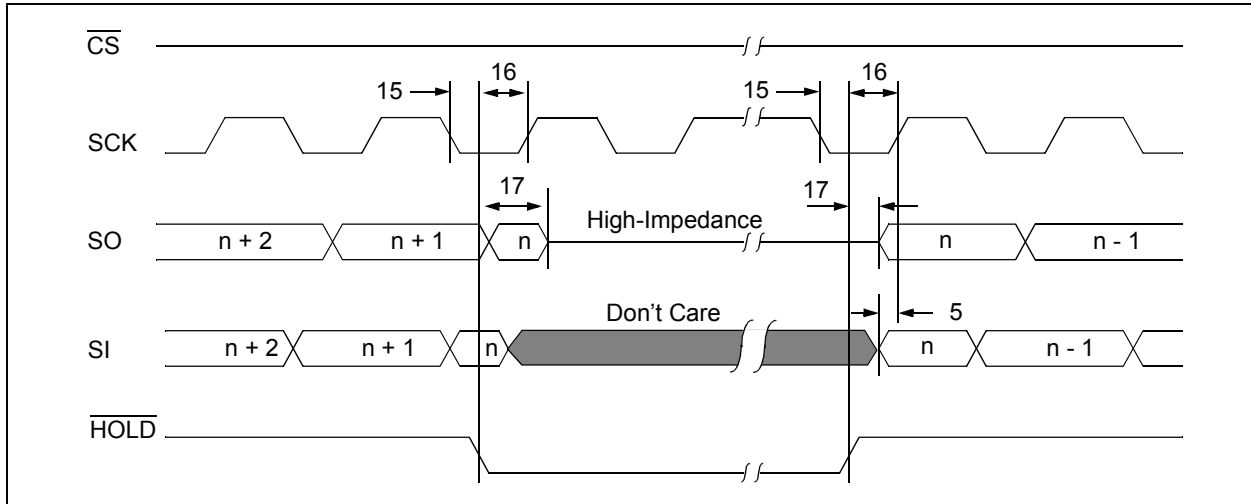 CS
16
16
15
15
SCK
17
17
High-Impedance
SO
n + 2
n + 1
n
n
n - 1
Don't Care
5
SI
n + 2
n + 1
n
n
n - 1
HOLD